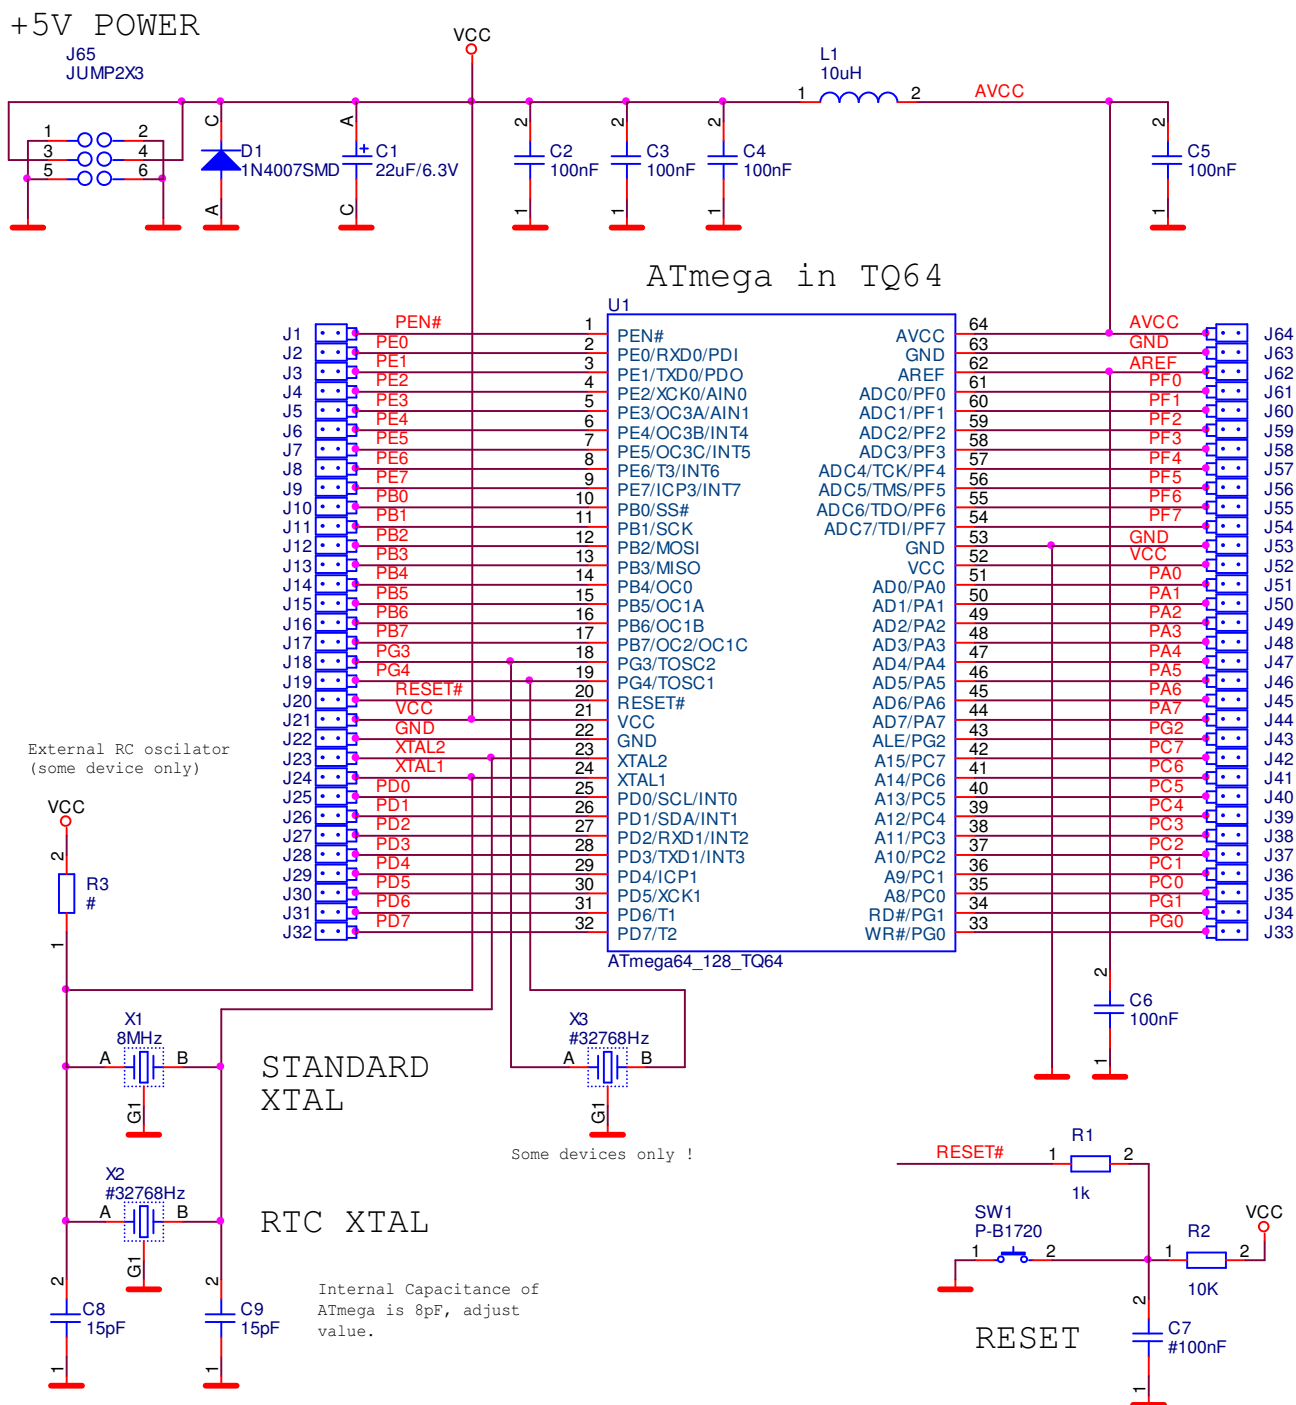 +5V POWER
J65
JUMP2X3
VCC
L1
10uH
1 2 AVCC
1 2
3 4
5 6
C
D1
1N4007SMD
A
A
+ C1
22uF/6.3V
C
2
C2
100nF
1
2
C3
100nF
1
2
C4
100nF
1
2
C5
100nF
1
ATmega in TQ64
U1
J1 PEN# 1 PEN# AVCC 64 AVCC J64
J2 PE0 2 PE0/RXD0/PDI GND 63 GND J63
J3 PE1 3 PE1/TXD0/PDO AREF 62 AREF J62
J4 PE2 4 PE2/XCK0/AIN0 ADC0/PF0 61 PF0 J61
J5 PE3 5 PE3/OC3A/AIN1 ADC1/PF1 60 PF1 J60
J6 PE4 6 PE4/OC3B/INT4 ADC2/PF2 59 PF2 J59
J7 PE5 7 PE5/OC3C/INT5 ADC3/PF3 58 PF3 J58
J8 PE6 8 PE6/T3/INT6 ADC4/TCK/PF4 57 PF4 J57
J9 PE7 9 PE7/ICP3/INT7 ADC5/TMS/PF5 56 PF5 J56
J10 PB0 10 PB0/SS# ADC6/TDO/PF6 55 PF6 J55
J11 PB1 11 PB1/SCK ADC7/TDI/PF7 54 PF7 J54
J12 PB2 12 PB2/MOSI GND 53 GND J53
J13 PB3 13 PB3/MISO VCC 52 VCC J52
J14 PB4 14 PB4/OC0 AD0/PA0 51 PA0 J51
J15 PB5 15 PB5/OC1A AD1/PA1 50 PA1 J50
J16 PB6 16 PB6/OC1B AD2/PA2 49 PA2 J49
J17 PB7 17 PB7/OC2/OC1C AD3/PA3 48 PA3 J48
J18 PG3 18 PG3/TOSC2 AD4/PA4 47 PA4 J47
J19 PG4 19 PG4/TOSC1 AD5/PA5 46 PA5 J46
J20 RESET# 20 RESET# AD6/PA6 45 PA6 J45
J21 VCC 21 VCC AD7/PA7 44 PA7 J44
J22 GND 22 GND ALE/PG2 43 PG2 J43
J23 XTAL2 23 XTAL2 A15/PC7 42 PC7 J42
J24 XTAL1 24 XTAL1 A14/PC6 41 PC6 J41
J25 PD0 25 PD0/SCL/INT0 A13/PC5 40 PC5 J40
J26 PD1 26 PD1/SDA/INT1 A12/PC4 39 PC4 J39
J27 PD2 27 PD2/RXD1/INT2 A11/PC3 38 PC3 J38
J28 PD3 28 PD3/TXD1/INT3 A10/PC2 37 PC2 J37
J29 PD4 29 PD4/ICP1 A9/PC1 36 PC1 J36
J30 PD5 30 PD5/XCK1 A8/PC0 35 PC0 J35
J31 PD6 31 PD6/T1 RD#/PG1 34 PG1 J34
J32 PD7 32 PD7/T2 WR#/PG0 33 PG0 J33
ATmega64_128_TQ64
External RC oscilator
(some device only)
VCC
2
R3
#
1
X1
8MHz
A B
G1
STANDARD
XTAL
X2
#32768Hz
A B
G1
RTC XTAL
X3
#32768Hz
A B
G1
Some devices only !
2
C6
100nF
1
2
C8
15pF
1
2
C9
15pF
1
Internal Capacitance of
ATmega is 8pF, adjust
value.
RESET# 1 R1 2
1k
SW1
P-B1720
1 2
VCC
R2
1 2
10K
2
C7
#100nF
1
RESET